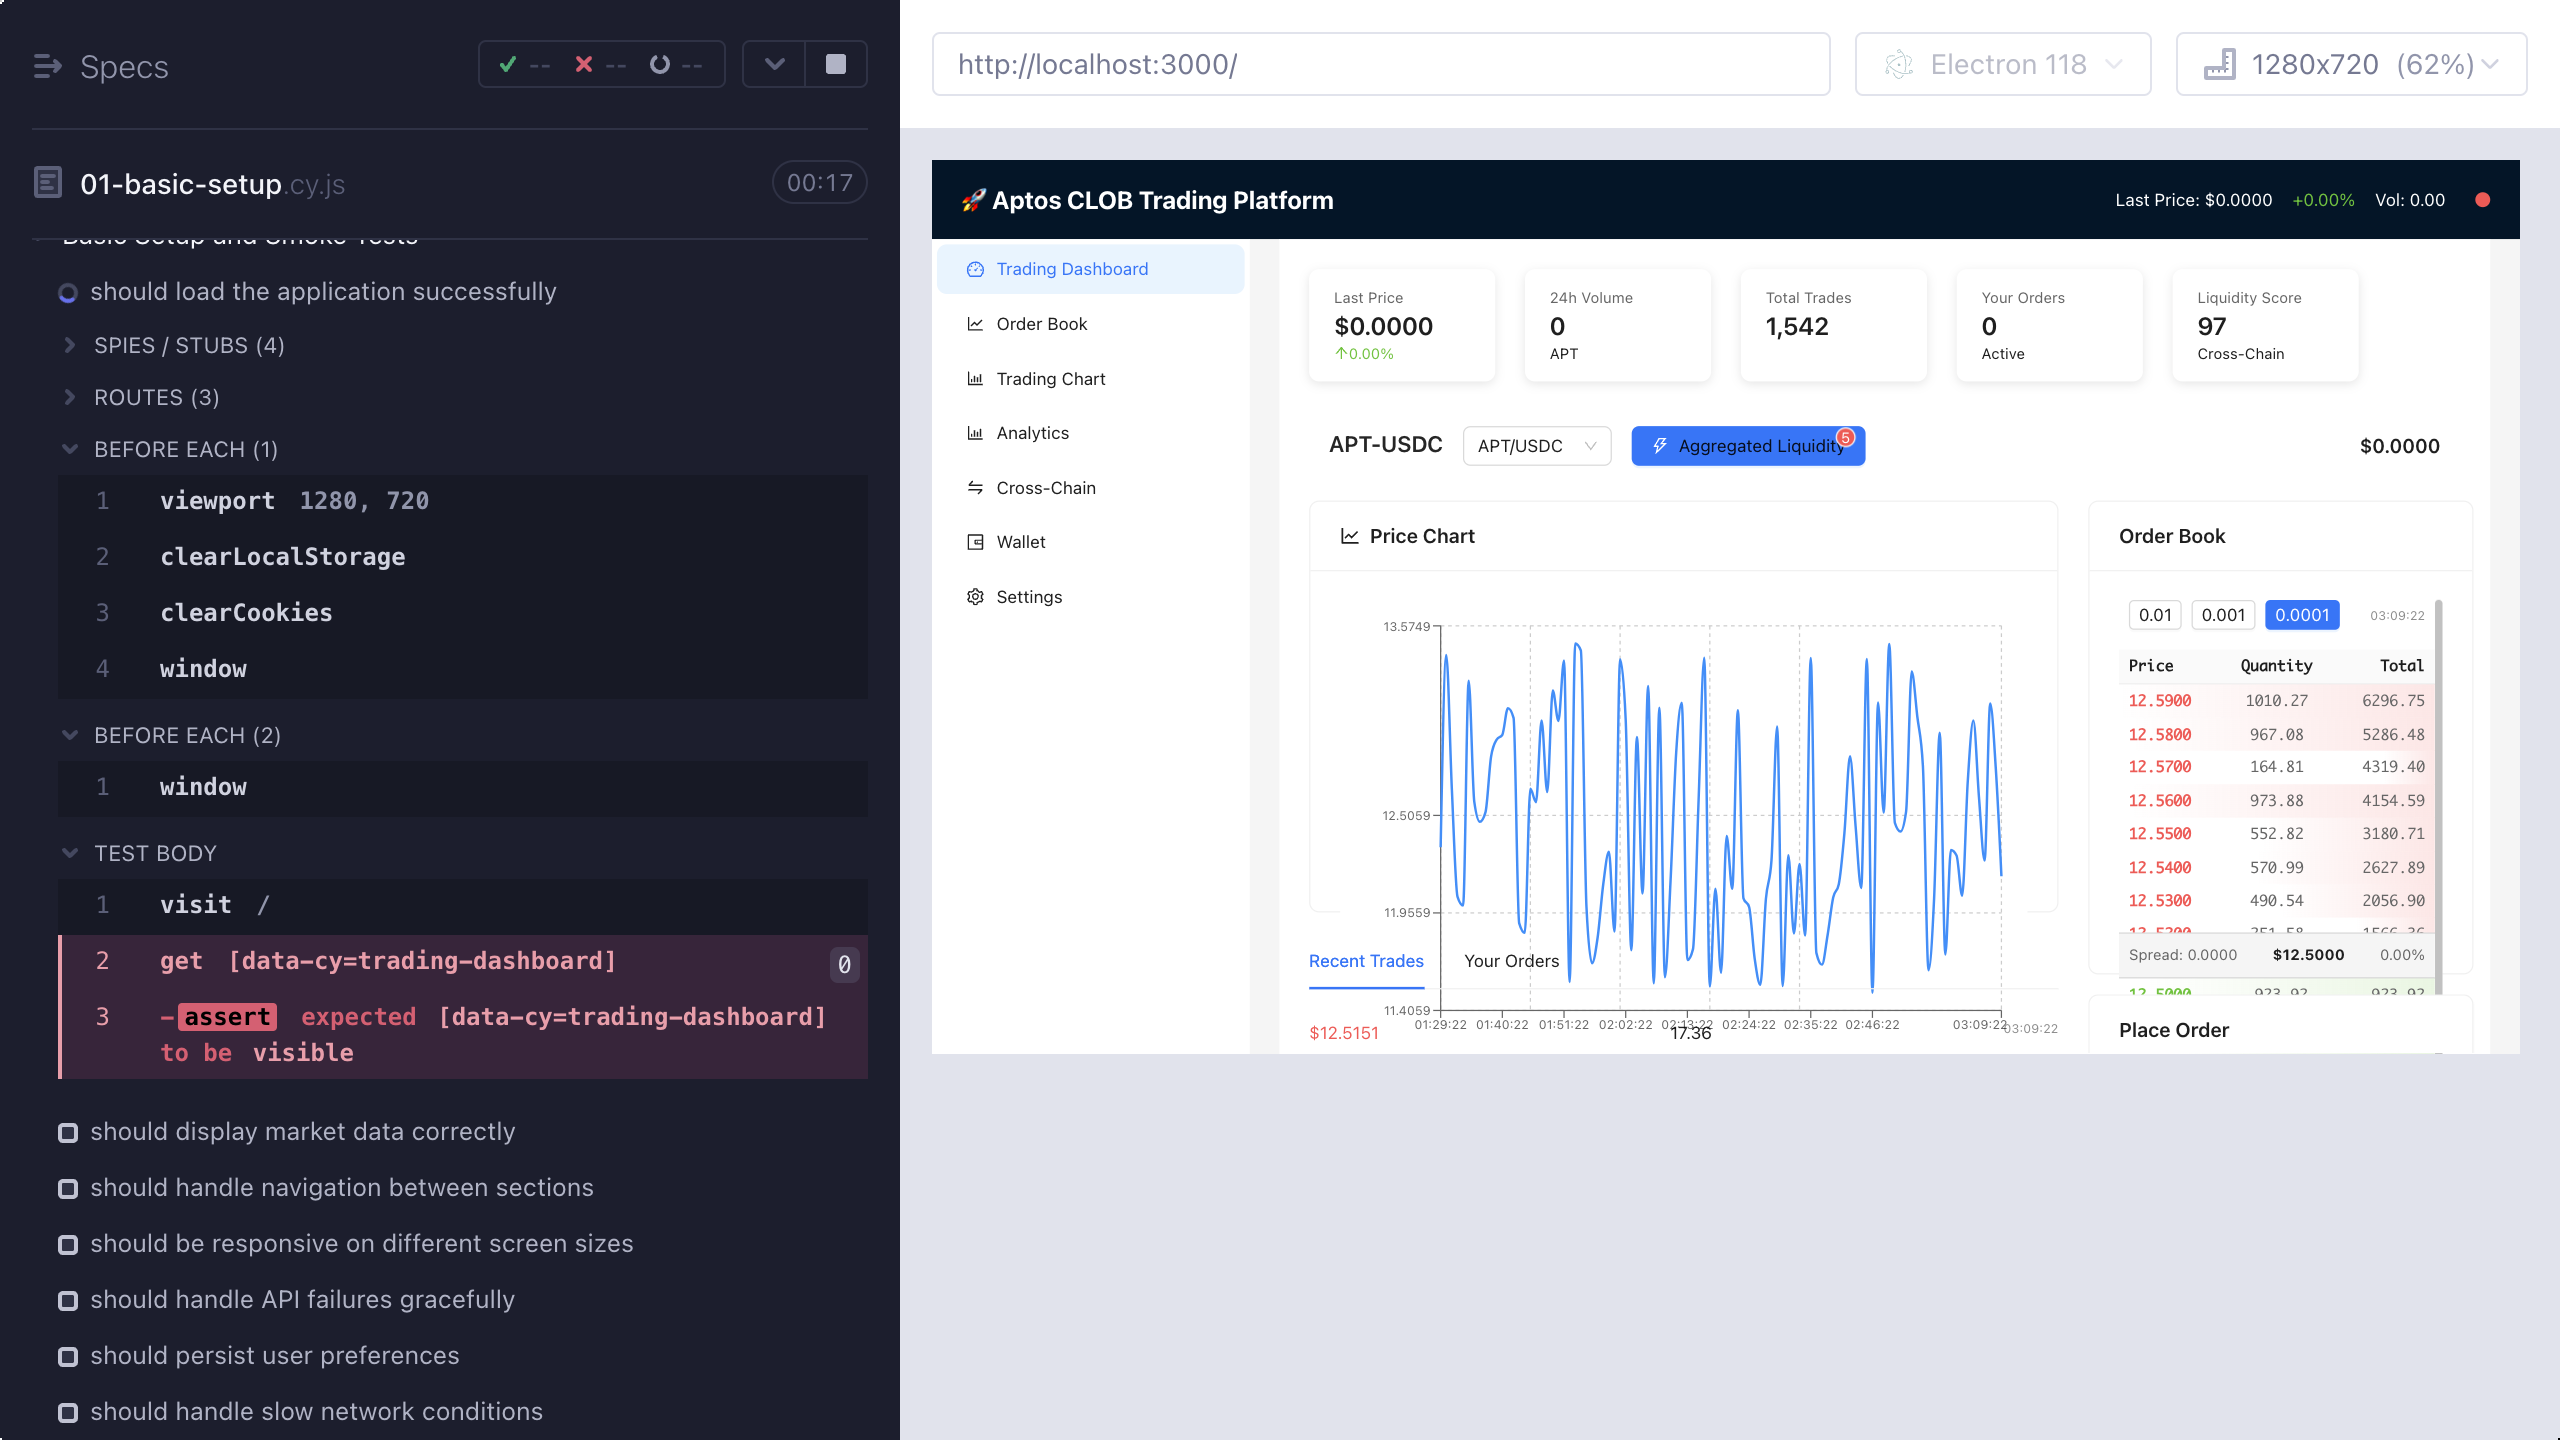 Specs
-- -- --
01-basic-setup.cy.js
00:17
Basic Setup and Smoke Tests
should load the application successfully
SPIES / STUBS (4)
ROUTES (3)
BEFORE EACH (1)
1 viewport 1280, 720
2 clearLocalStorage
3 clearCookies
4 window
BEFORE EACH (2)
1 window
TEST BODY
1 visit /
2 get [data-cy=trading-dashboard] 0
3 -assert expected [data-cy=trading-dashboard]
to be visible
should display market data correctly
should handle navigation between sections
should be responsive on different screen sizes
should handle API failures gracefully
should persist user preferences
should handle slow network conditions
http://localhost:3000/
Electron 118
1280x720 (62%)
🚀 Aptos CLOB Trading Platform
Last Price: $0.0000 +0.00% Vol: 0.00
Trading Dashboard
Order Book
Trading Chart
Analytics
Cross-Chain
Wallet
Settings
Last Price
$0.0000
↑0.00%
24h Volume
0
APT
Total Trades
1,542
Your Orders
0
Active
Liquidity Score
97
Cross-Chain
APT-USDC
APT/USDC
Aggregated Liquidity
5
$0.0000
Price Chart
13.5749
12.5059
11.9559
11.4059
01:29:22 01:40:22 01:51:22 02:02:22 02:13:22 02:24:22 02:35:22 02:46:22 03:09:22
Recent Trades
Your Orders
$12.5151 17.36 03:09:22
Order Book
0.01 0.001 0.0001 03:09:22
Price Quantity Total
12.5900 1010.27 6296.75
12.5800 967.08 5286.48
12.5700 164.81 4319.40
12.5600 973.88 4154.59
12.5500 552.82 3180.71
12.5400 570.99 2627.89
12.5300 490.54 2056.90
12.5200 351.58 1566.36
Spread: 0.0000 $12.5000 0.00%
12.5000 923.92 923.92
Place Order